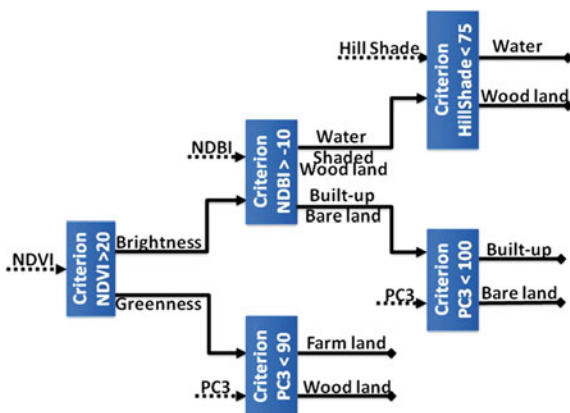 Hill Shade
Criterion
HillShade < 75
Water
Wood land
NDBI
Criterion
NDBI > -10
Water
Shaded
Wood land
Built-up
Bare land
NDVI
Criterion
NDVI >20
Brightness
Greenness
PC3
Criterion
PC3 < 100
Built-up
Bare land
PC3
Criterion
PC3 < 90
Farm land
Wood land